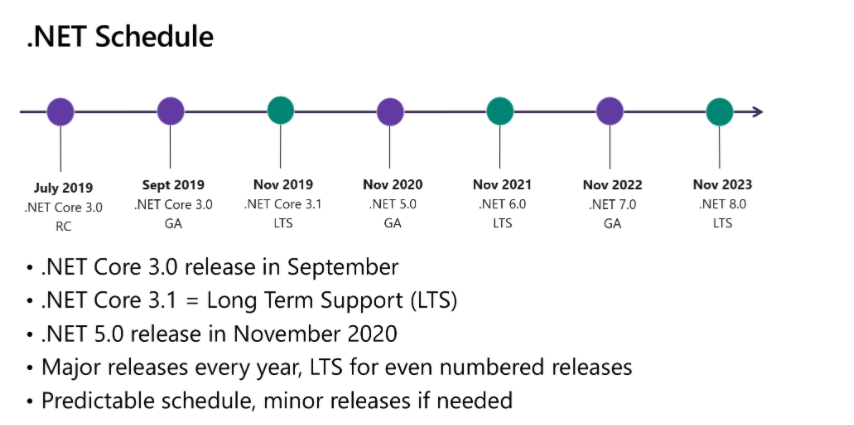 .NET Schedule
July 2019
.NET Core 3.0
RC
Sept 2019
.NET Core 3.0
GA
Nov 2019
.NET Core 3.1
LTS
Nov 2020
.NET 5.0
GA
Nov 2021
.NET 6.0
LTS
Nov 2022
.NET 7.0
GA
Nov 2023
.NET 8.0
LTS
• .NET Core 3.0 release in September
• .NET Core 3.1 = Long Term Support (LTS)
• .NET 5.0 release in November 2020
• Major releases every year, LTS for even numbered releases
• Predictable schedule, minor releases if needed